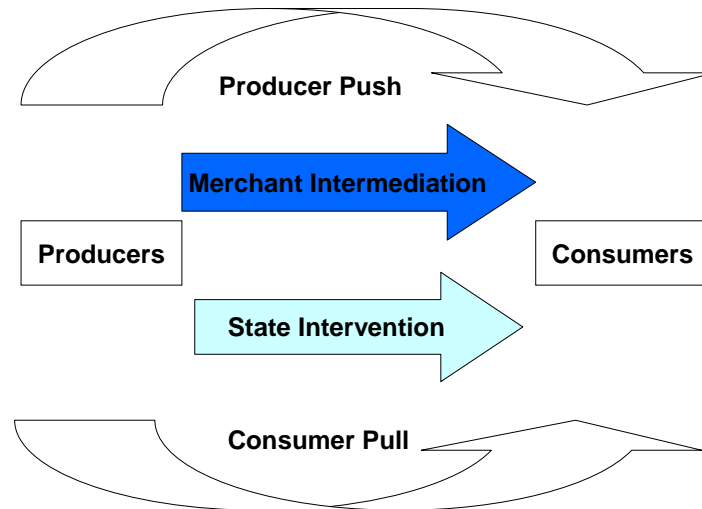 Producer Push
Merchant Intermediation
Producers
Consumers
State Intervention
Consumer Pull